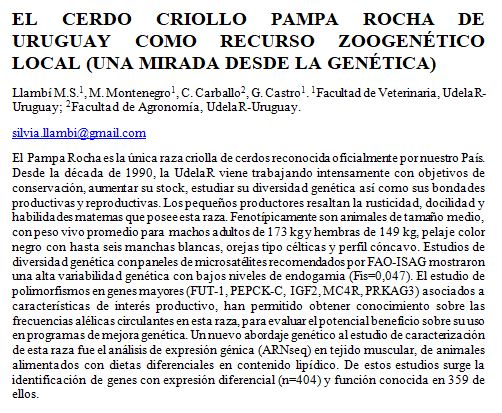 EL CERDO CRIOLLO PAMPA ROCHA DE
URUGUAY COMO RECURSO ZOOGENÉTICO
LOCAL (UNA MIRADA DESDE LA GENÉTICA)
Llambí M.S.¹, M. Montenegro¹, C. Carballo², G. Castro¹. ¹Facultad de Veterinaria, UdelaR-
Uruguay; ²Facultad de Agronomía, UdelaR-Uruguay.
silvia.llambi@gmail.com
El Pampa Rocha es la única raza criolla de cerdos reconocida oficialmente por nuestro País.
Desde la década de 1990, la UdelaR viene trabajando intensamente con objetivos de
conservación, aumentar su stock, estudiar su diversidad genética así como sus bondades
productivas y reproductivas. Los pequeños productores resaltan la rusticidad, docilidad y
habilidades maternas que posee esta raza. Fenotípicamente son animales de tamaño medio,
con peso vivo promedio para machos adultos de 173 kg y hembras de 149 kg, pelaje color
negro con hasta seis manchas blancas, orejas tipo célticas y perfil cóncavo. Estudios de
diversidad genética con paneles de microsatélites recomendados por FAO-ISAG mostraron
una alta variabilidad genética con bajos niveles de endogamia (Fis=0,047). El estudio de
polimorfismos en genes mayores (FUT-1, PEPCK-C, IGF2, MC4R, PRKAG3) asociados a
características de interés productivo, han permitido obtener conocimiento sobre las
frecuencias alélicas circulantes en esta raza, para evaluar el potencial beneficio sobre su uso
en programas de mejora genética. Un nuevo abordaje genético al estudio de caracterización
de esta raza fue el análisis de expresión génica (ARNseq) en tejido muscular, de animales
alimentados con dietas diferenciales en contenido lipídico. De estos estudios surge la
identificación de genes con expresión diferencial (n=404) y función conocida en 359 de
ellos.